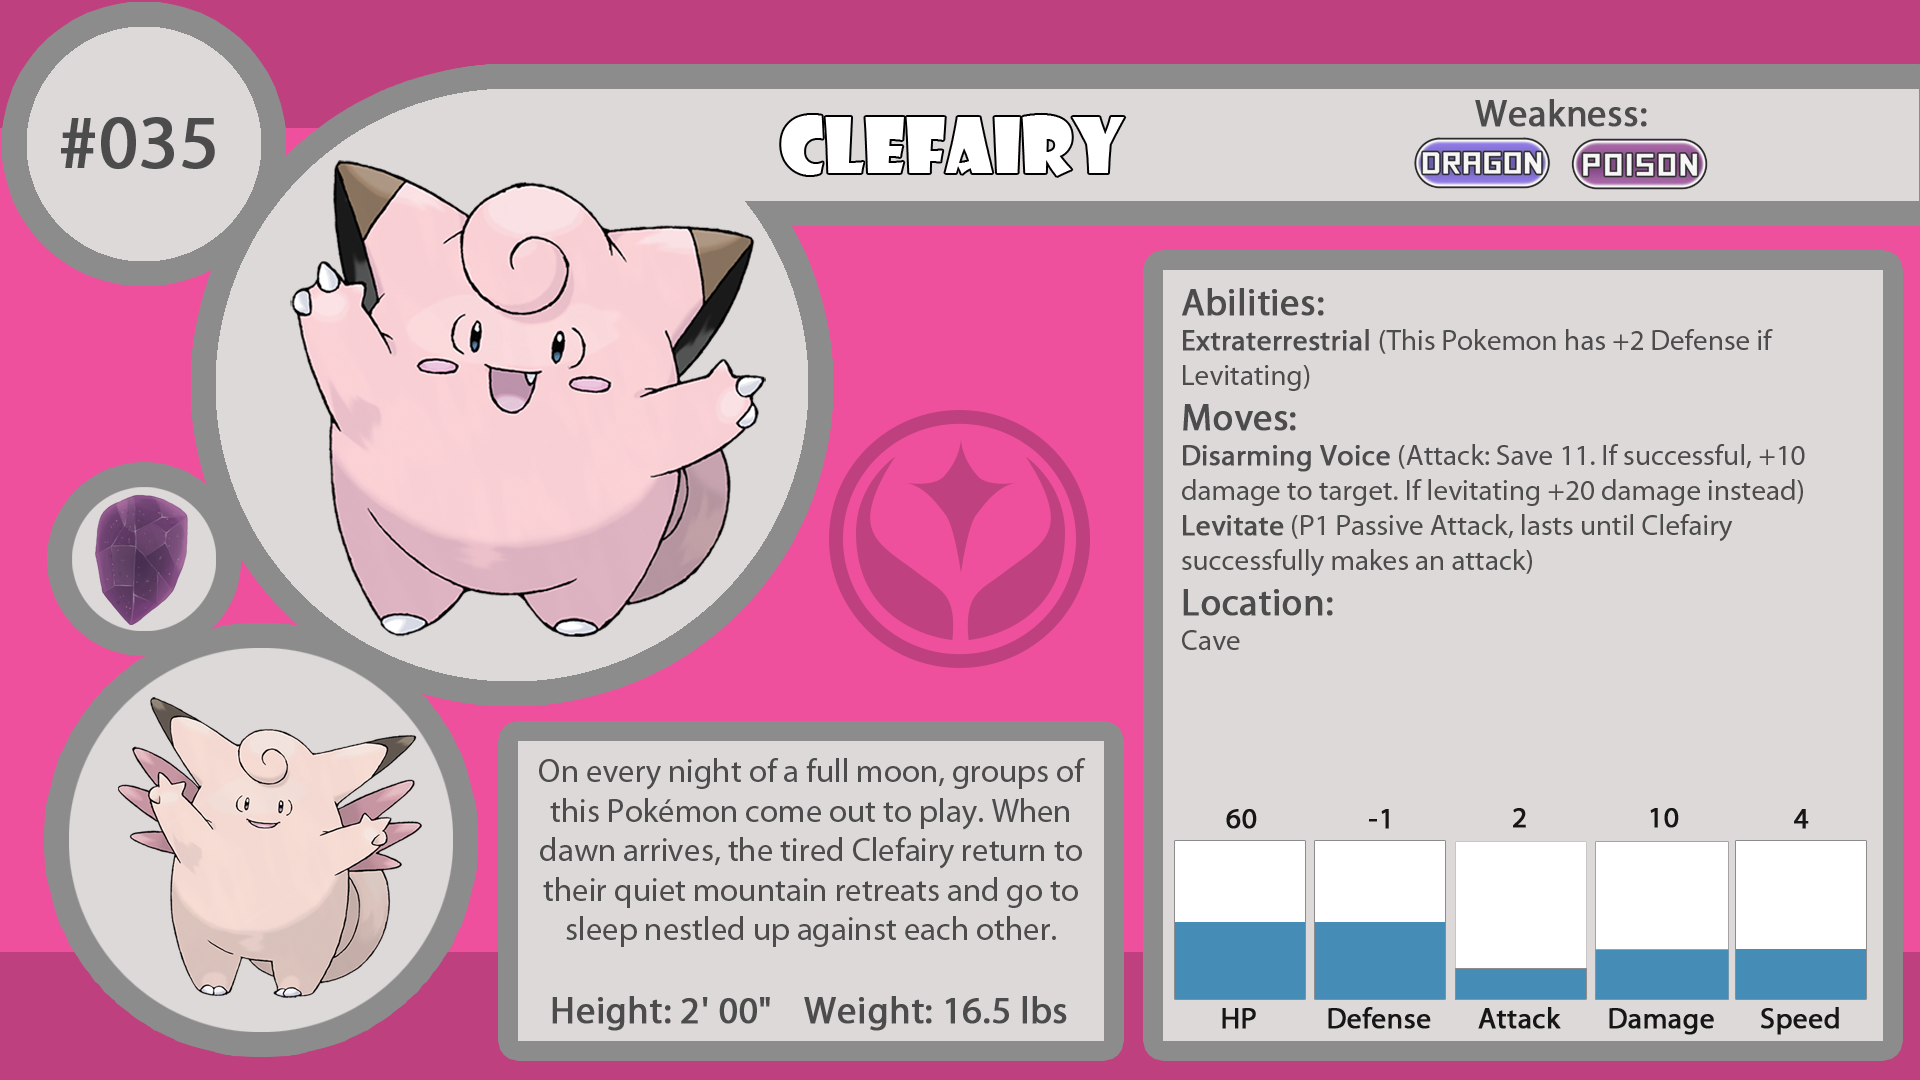 #035
CLEFAIRY
Weakness:
DRAGON POISON
Abilities:
Extraterrestrial (This Pokemon has +2 Defense if
Levitating)
Moves:
Disarming Voice (Attack: Save 11. If successful, +10
damage to target. If levitating +20 damage instead)
Levitate (P1 Passive Attack, lasts until Clefairy
successfully makes an attack)
Location:
Cave
On every night of a full moon, groups of
this Pokémon come out to play. When
dawn arrives, the tired Clefairy return to
their quiet mountain retreats and go to
sleep nestled up against each other.
Height: 2' 00" Weight: 16.5 lbs
60 -1 2 10 4
HP Defense Attack Damage Speed